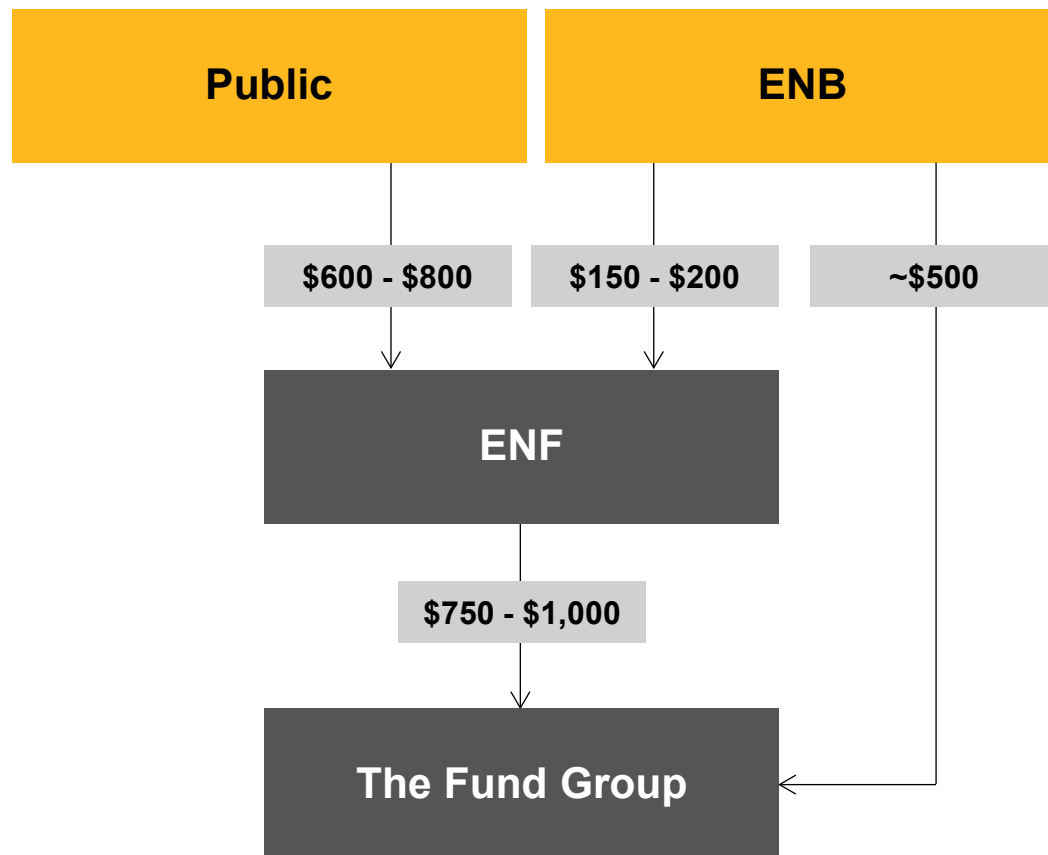 Public
ENB
$600 - $800
$150 - $200
~$500
ENF
$750 - $1,000
The Fund Group